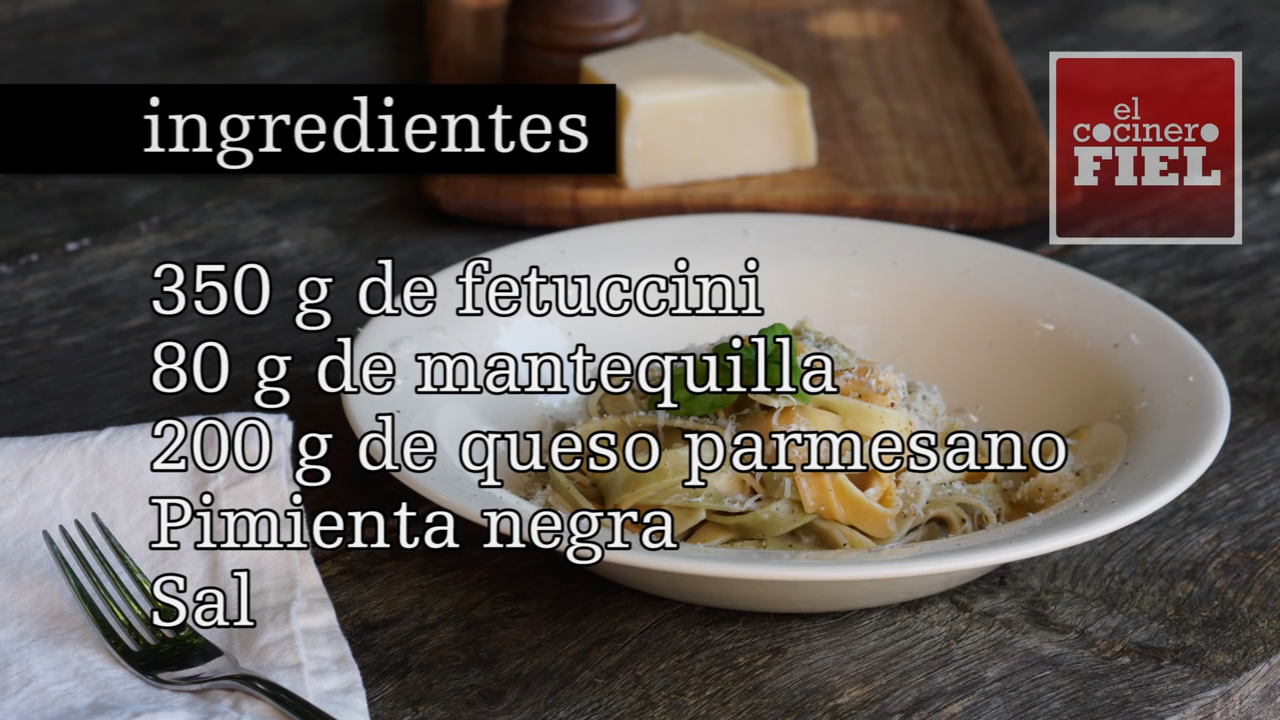 ingredientes
el
cocinero
FIEL
350 g de fetuccini
80 g de mantequilla
200 g de queso parmesano
Pimienta negra
Sal